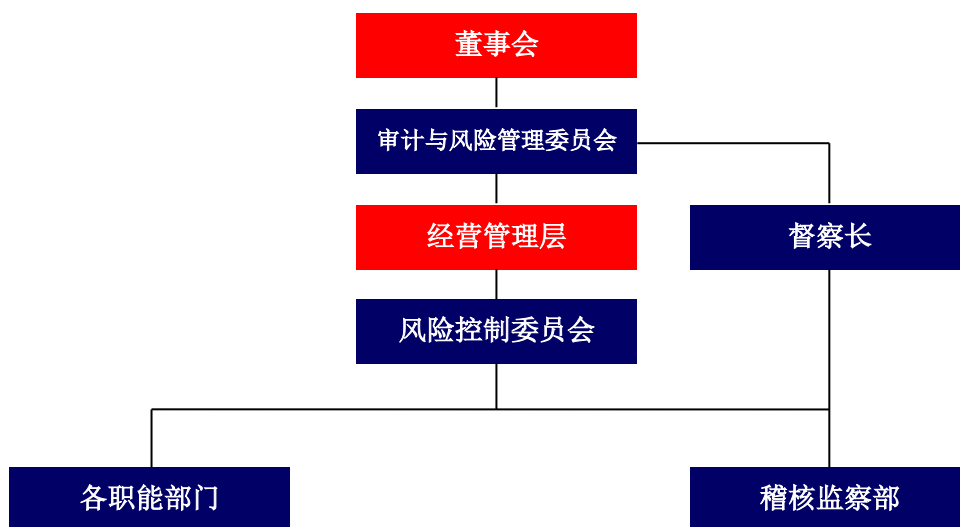 董事会
审计与风险管理委员会
经营管理层
督察长
风险控制委员会
各职能部门
稽核监察部